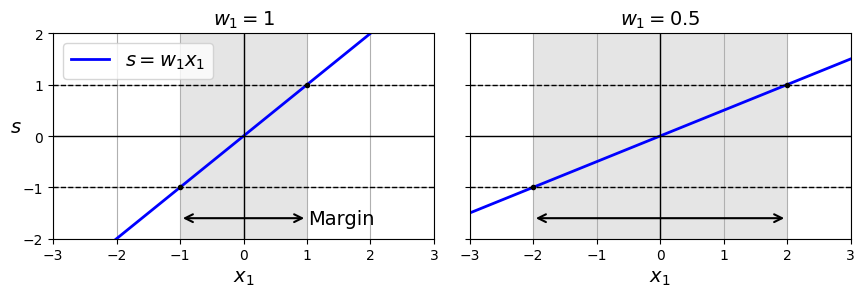 w₁ = 1
w₁ = 0.5
s = w₁x₁
s
2
1
0
−1
−2
Margin
−3 −2 −1 0 1 2 3
−3 −2 −1 0 1 2 3
x₁
x₁